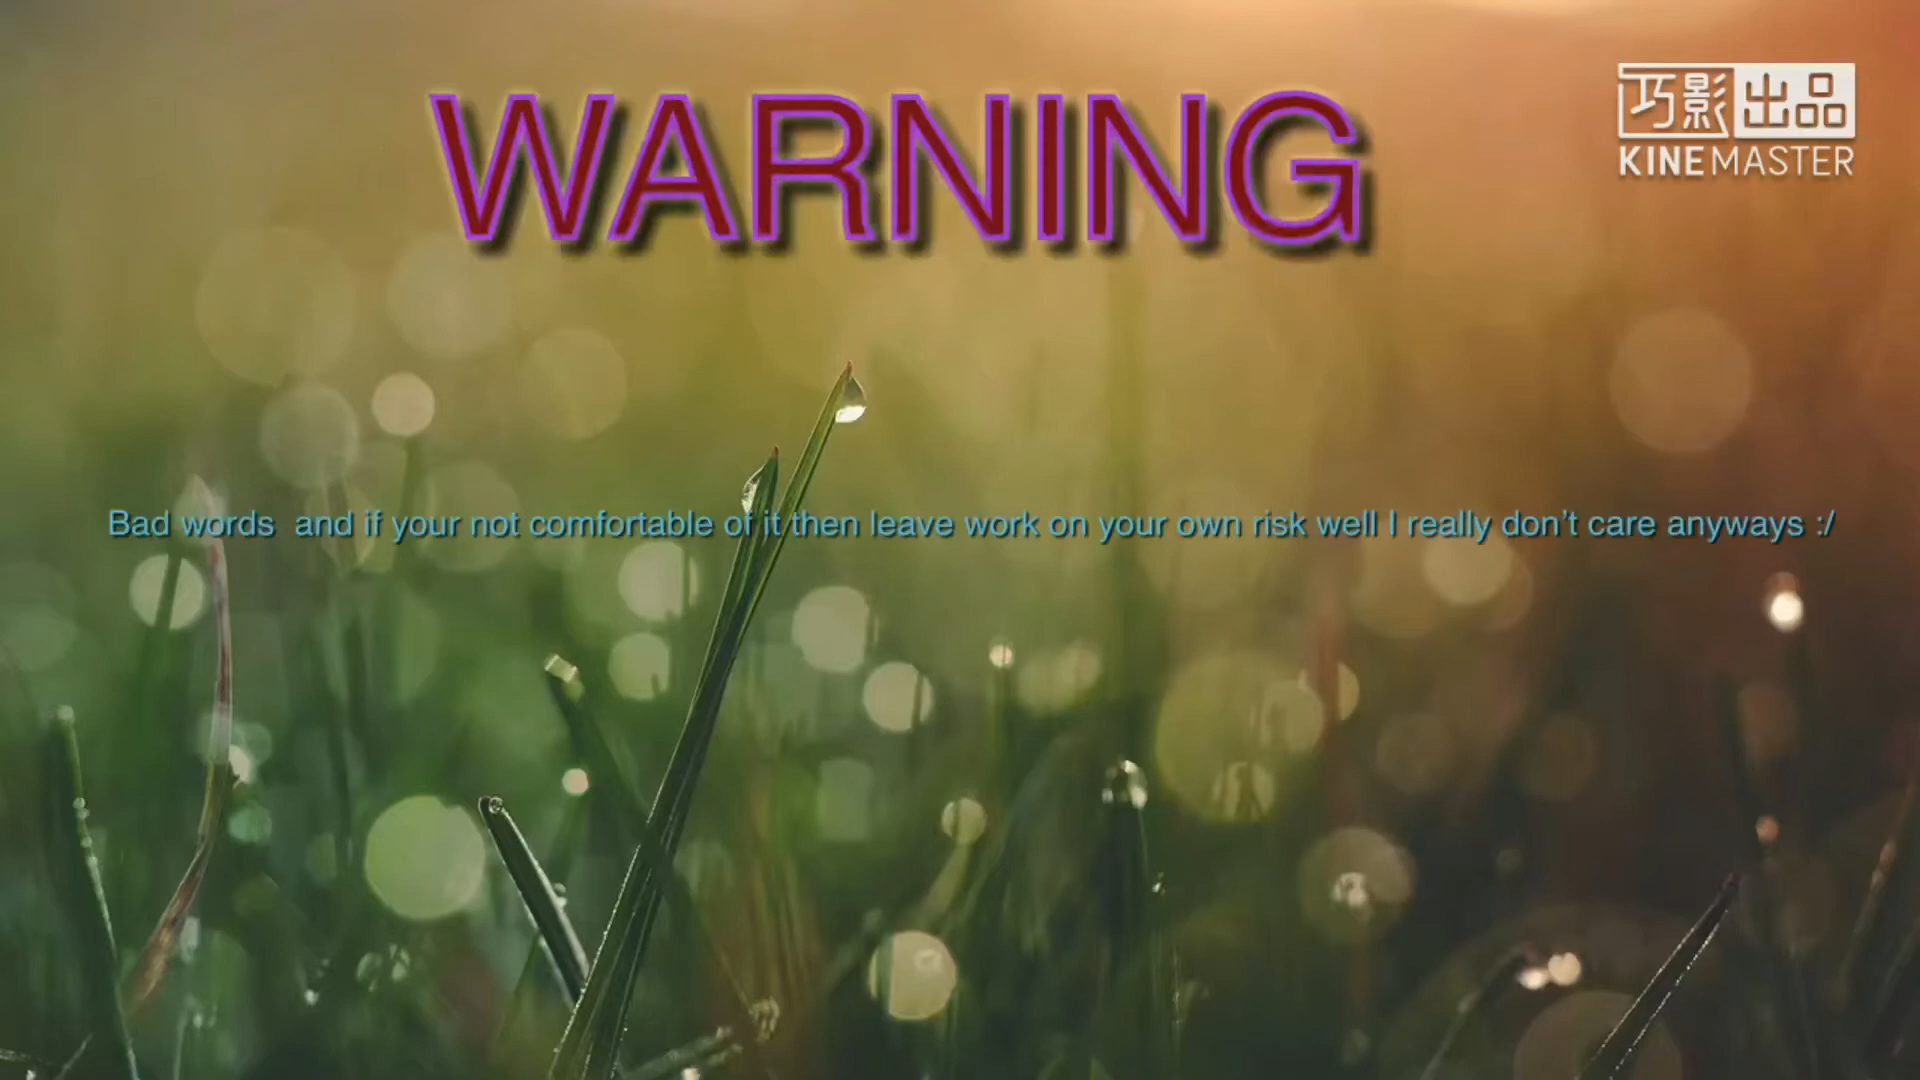 WARNING
巧影出品
KINEMASTER
Bad words  and if your not comfortable of it then leave work on your own risk well I really don’t care anyways :/